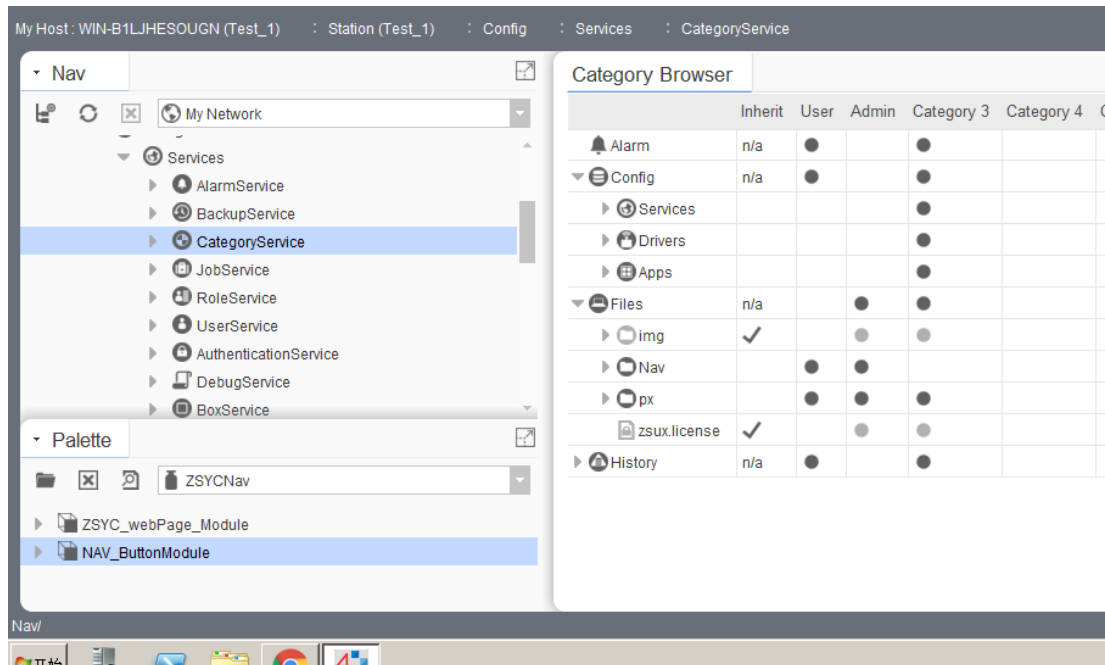 My Host : WIN-B1LJHESOUGN (Test_1) : Station (Test_1) : Config : Services : CategoryService
Nav
My Network
Services
AlarmService
BackupService
CategoryService
JobService
RoleService
UserService
AuthenticationService
DebugService
BoxService
Palette
ZSYCNav
ZSYC_webPage_Module
NAV_ButtonModule
Category Browser
Inherit User Admin Category 3 Category 4
Alarm n/a
Config n/a
Services
Drivers
Apps
Files n/a
img
Nav
px
zsux.license
History n/a
Nav/
开始